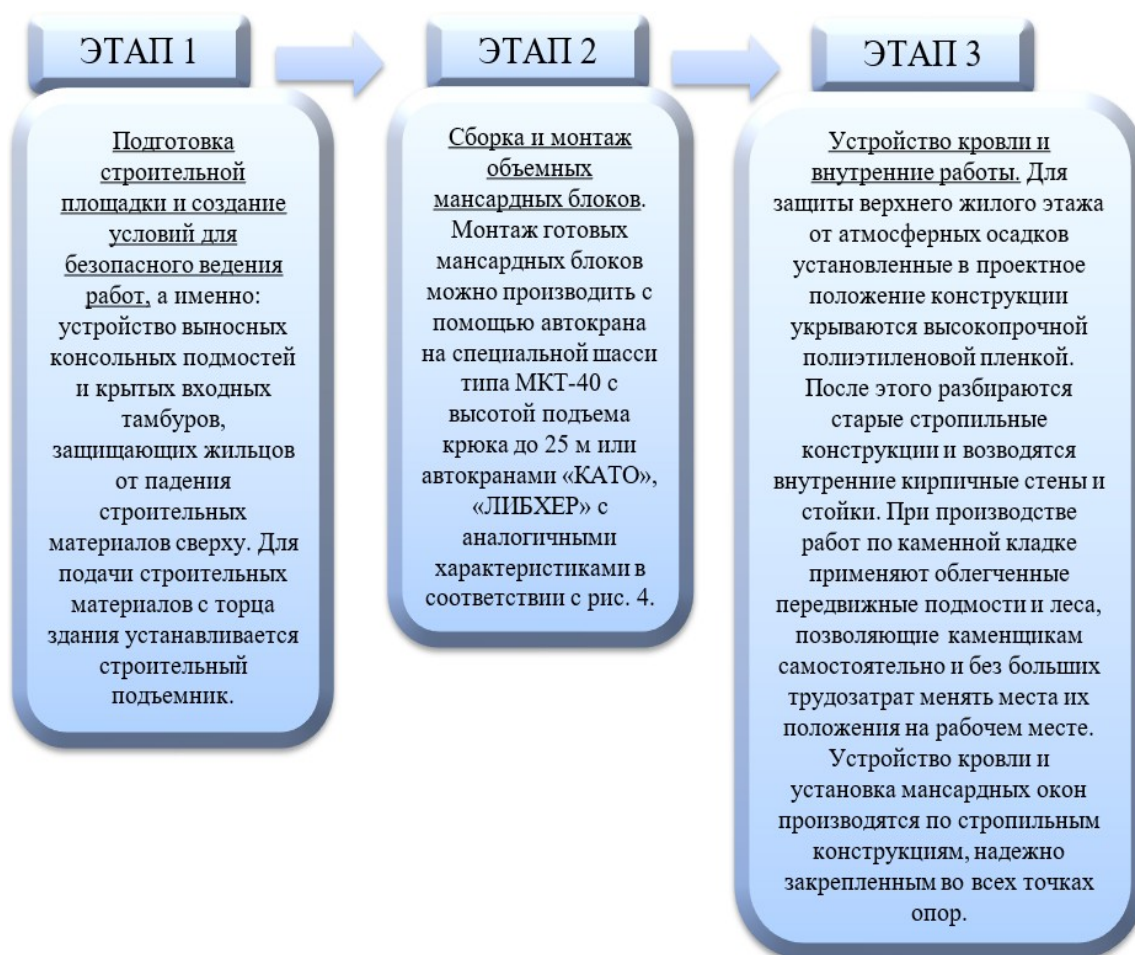 ЭТАП 1
Подготовка
строительной
площадки и создание
условий для
безопасного ведения
работ, а именно:
устройство выносных
консольных подмостей
и крытых входных
тамбуров,
защищающих жильцов
от падения
строительных
материалов сверху. Для
подачи строительных
материалов с торца
здания устанавливается
строительный
подъемник.
ЭТАП 2
Сборка и монтаж
объемных
мансардных блоков.
Монтаж готовых
мансардных блоков
можно производить с
помощью автокрана
на специальной шасси
типа МКТ-40 с
высотой подъема
крюка до 25 м или
автокранами «КАТО»,
«ЛИБХЕР» с
аналогичными
характеристиками в
соответствии с рис. 4.
ЭТАП 3
Устройство кровли и
внутренние работы. Для
защиты верхнего жилого этажа
от атмосферных осадков
установленные в проектное
положение конструкции
укрываются высокопрочной
полиэтиленовой пленкой.
После этого разбираются
старые стропильные
конструкции и возводятся
внутренние кирпичные стены и
стойки. При производстве
работ по каменной кладке
применяют облегченные
передвижные подмости и леса,
позволяющие каменщикам
самостоятельно и без больших
трудозатрат менять места их
положения на рабочем месте.
Устройство кровли и
установка мансардных окон
производятся по стропильным
конструкциям, надежно
закрепленным во всех точках
опор.